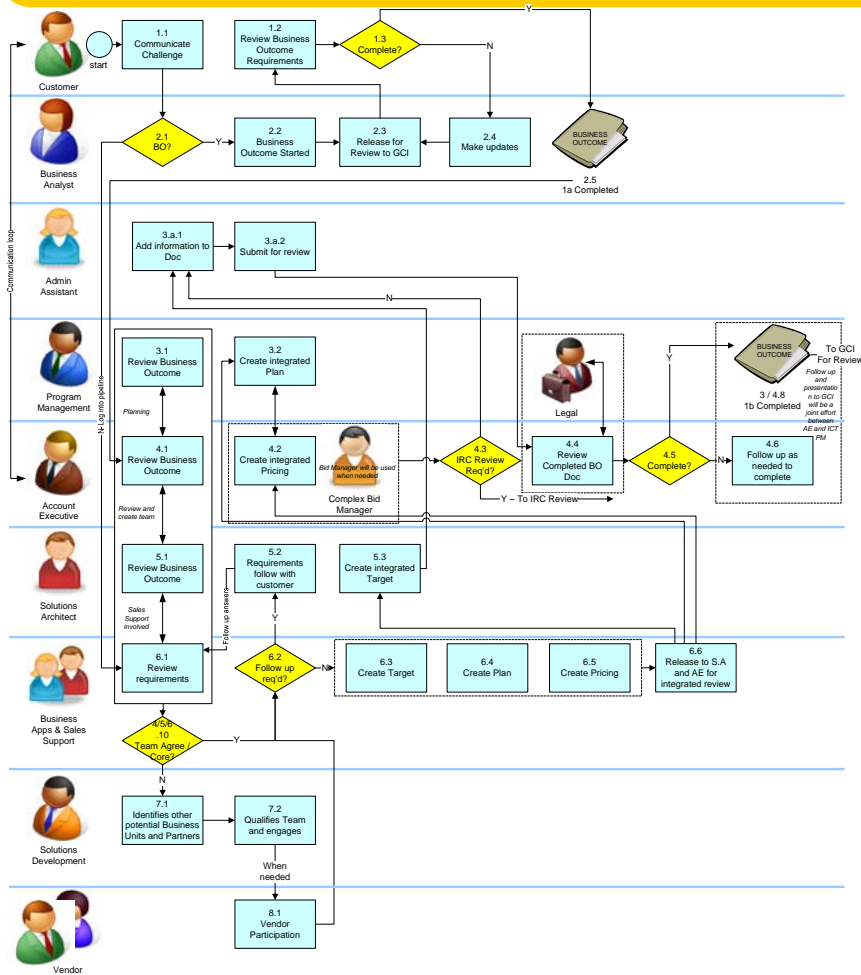 Y
1.1
Communicate
Challenge
start
1.2
Review Business
Outcome
Requirements
1.3
Complete?
N
Customer
2.1
BO?
Y
2.2
Business
Outcome Started
2.3
Release for
Review to GCI
2.4
Make updates
BUSINESS
OUTCOME
2.5
1a Completed
Business
Analyst
Communication loop
3.a.1
Add information to
Doc
3.a.2
Submit for review
Admin
Assistant
N
N- Log into pipeline
3.1
Review Business
Outcome
Planning
3.2
Create integrated
Plan
Legal
Y
BUSINESS
OUTCOME
To GCI
For Review
3 / 4.8
1b Completed
Follow up
and
presentatio
n to GCI
will be a
joint effort
between
AE and ICT
PM
Program
Management
4.1
Review Business
Outcome
Review and
create team
4.2
Create integrated
Pricing
Bid Manager will be used
when needed
Complex Bid
Manager
4.3
IRC Review
Req'd?
Y – To IRC Review
4.4
Review
Completed BO
Doc
4.5
Complete?
N
4.6
Follow up as
needed to
complete
Account
Executive
5.1
Review Business
Outcome
Sales
Support
involved
5.2
Requirements
follow with
customer
Follow up answers
Y
5.3
Create integrated
Target
Solutions
Architect
6.1
Review
requirements
6.2
Follow up
req'd?
N
6.3
Create Target
6.4
Create Plan
6.5
Create Pricing
6.6
Release to S.A
and AE for
integrated review
Business
Apps & Sales
Support
4/5/6
.10
Team Agree /
Core?
Y
N
7.1
Identifies other
potential Business
Units and Partners
7.2
Qualifies Team
and engages
When
needed
Solutions
Development
8.1
Vendor
Participation
Vendor